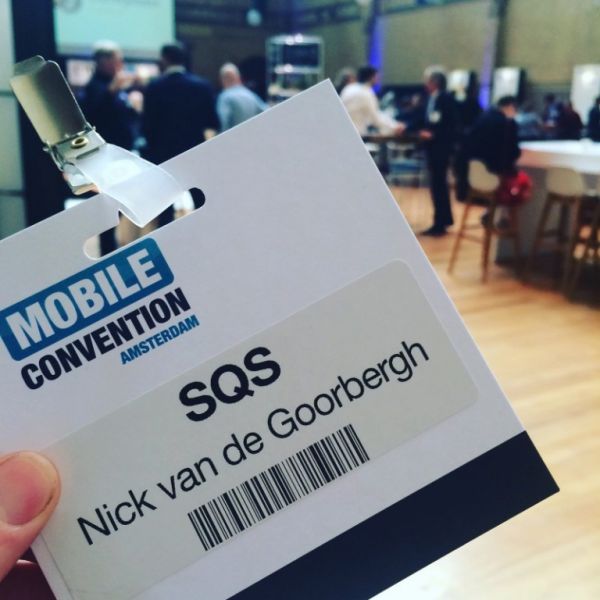 MOBILE
CONVENTION
AMSTERDAM
SQS
Nick van de Goorbergh